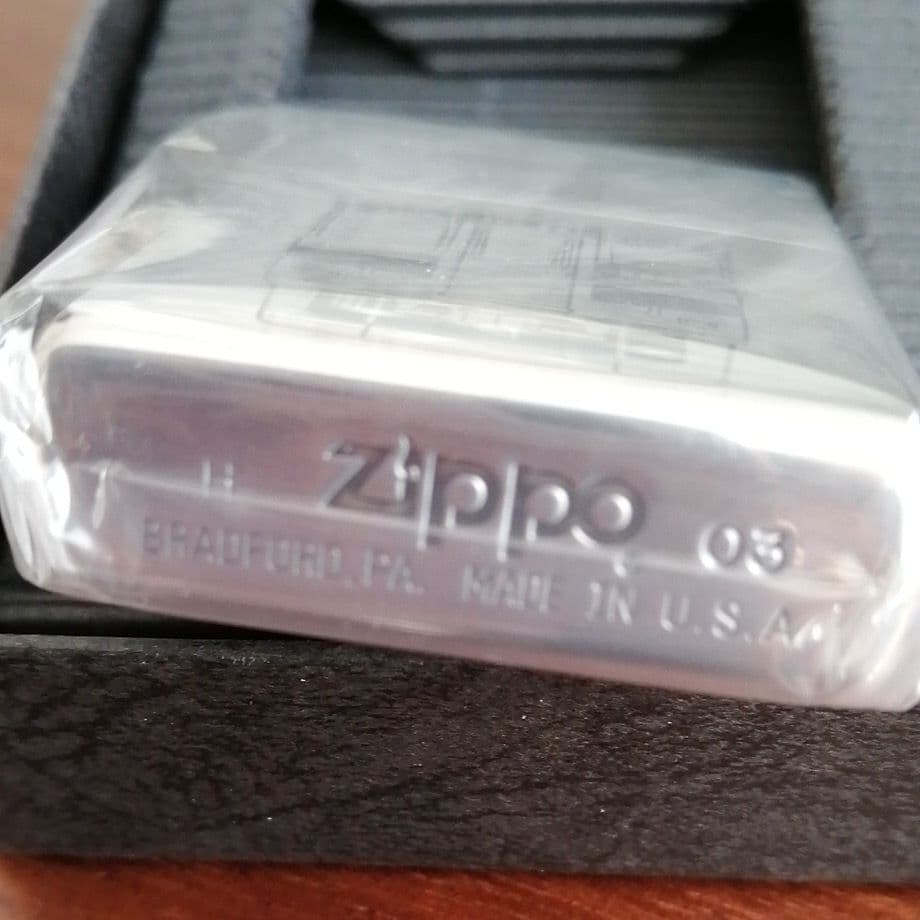 H Zippo 03
BRADFORD, PA. MADE IN U.S.A.